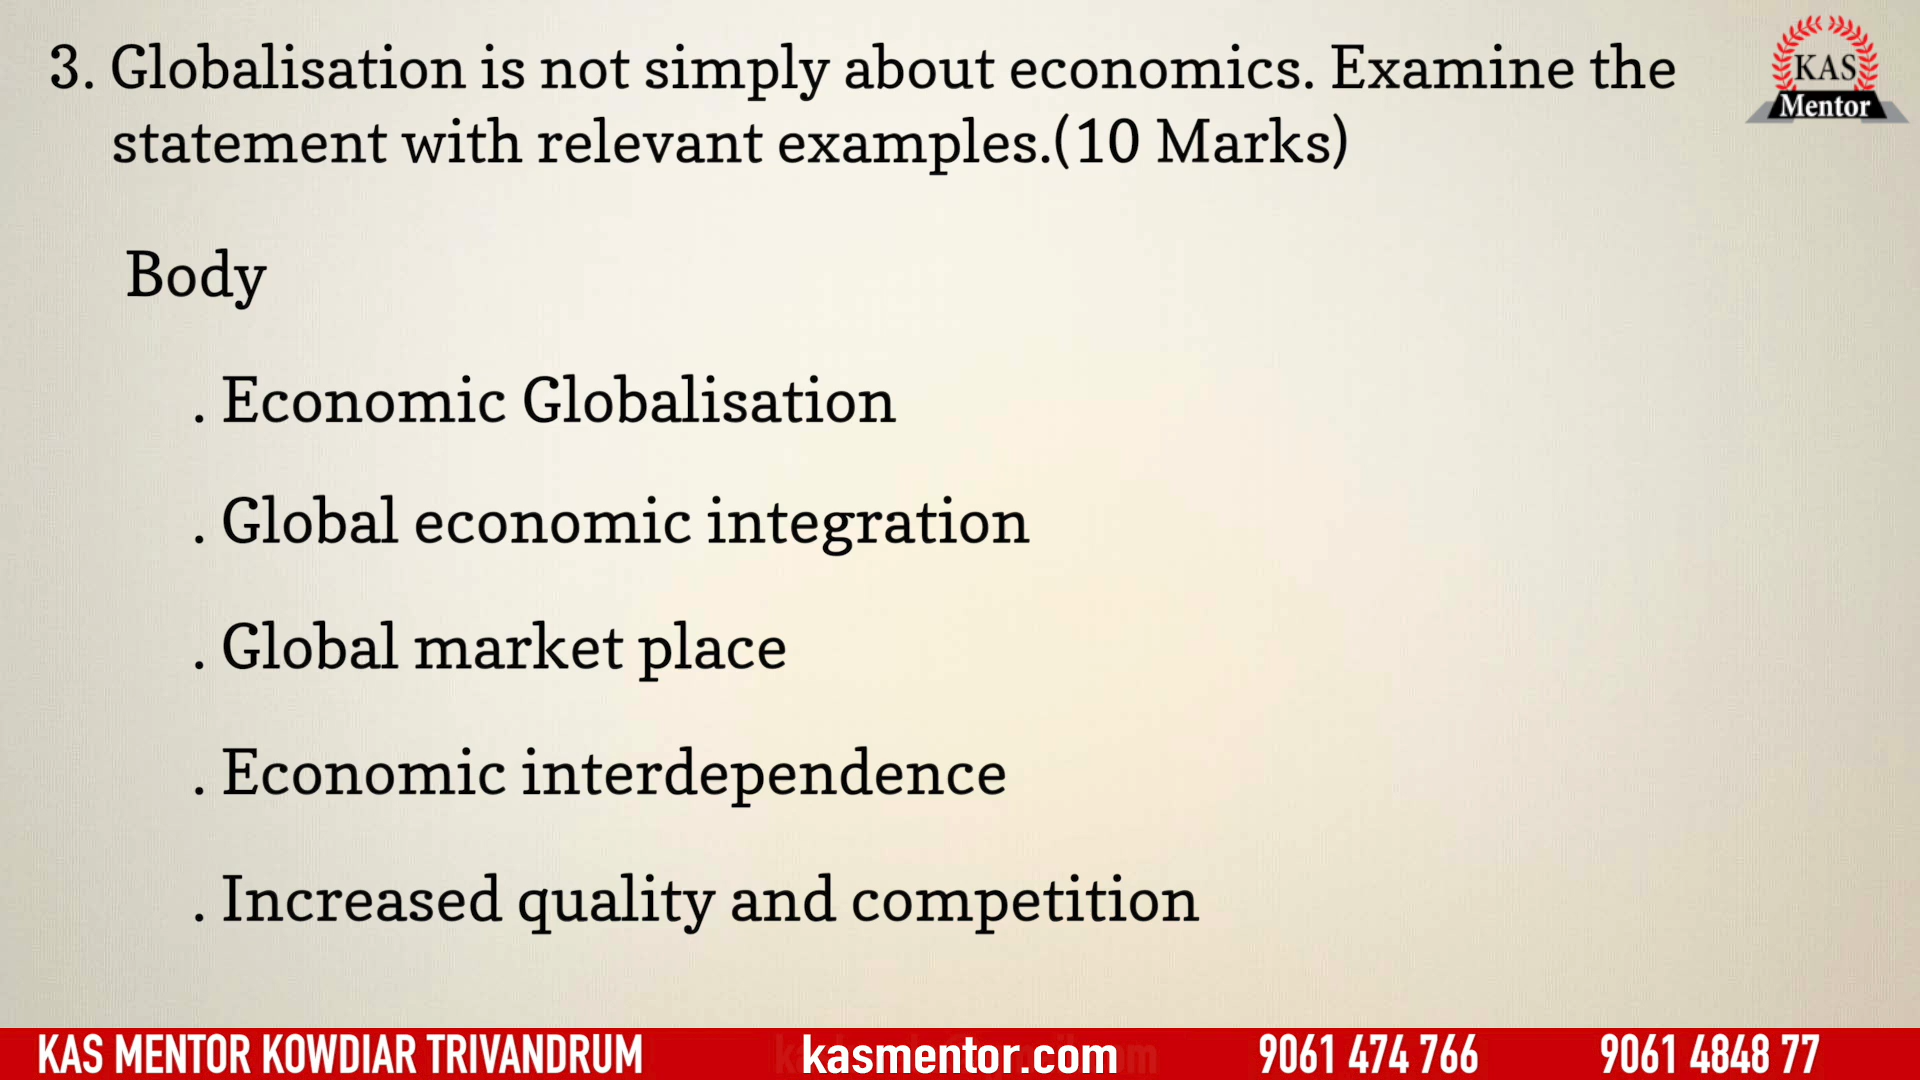 3. Globalisation is not simply about economics. Examine the
statement with relevant examples.(10 Marks)
KAS
Mentor
Body
. Economic Globalisation
. Global economic integration
. Global market place
. Economic interdependence
. Increased quality and competition
KAS MENTOR KOWDIAR TRIVANDRUM kasmentor.com 9061 474 766 9061 4848 77